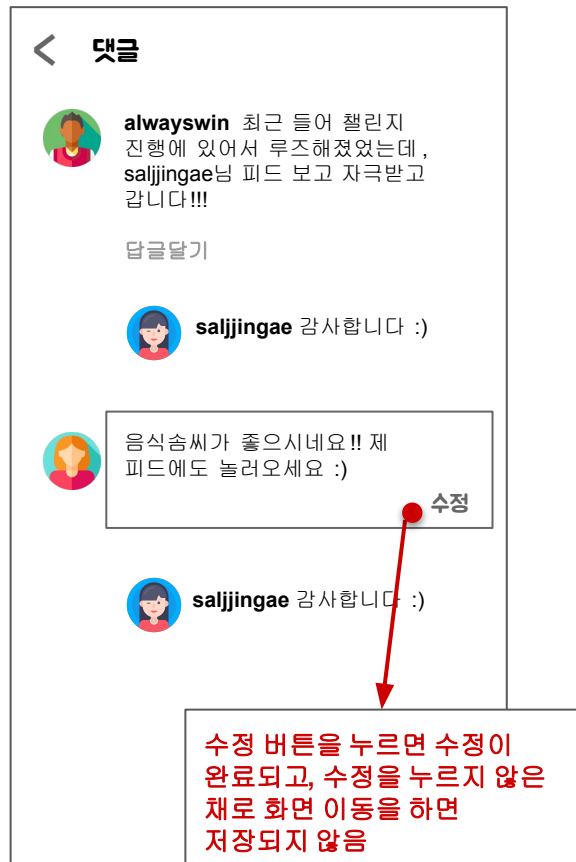 댓글
alwayswin 최근 들어 챌린지
진행에 있어서 루즈해졌었는데,
saljjingae님 피드 보고 자극받고
갑니다!!!
답글달기
saljjingae 감사합니다 :)
음식솜씨가 좋으시네요!! 제
피드에도 놀러오세요 :)
수정
saljjingae 감사합니다 :)
수정 버튼을 누르면 수정이
완료되고, 수정을 누르지 않은
채로 화면 이동을 하면
저장되지 않음